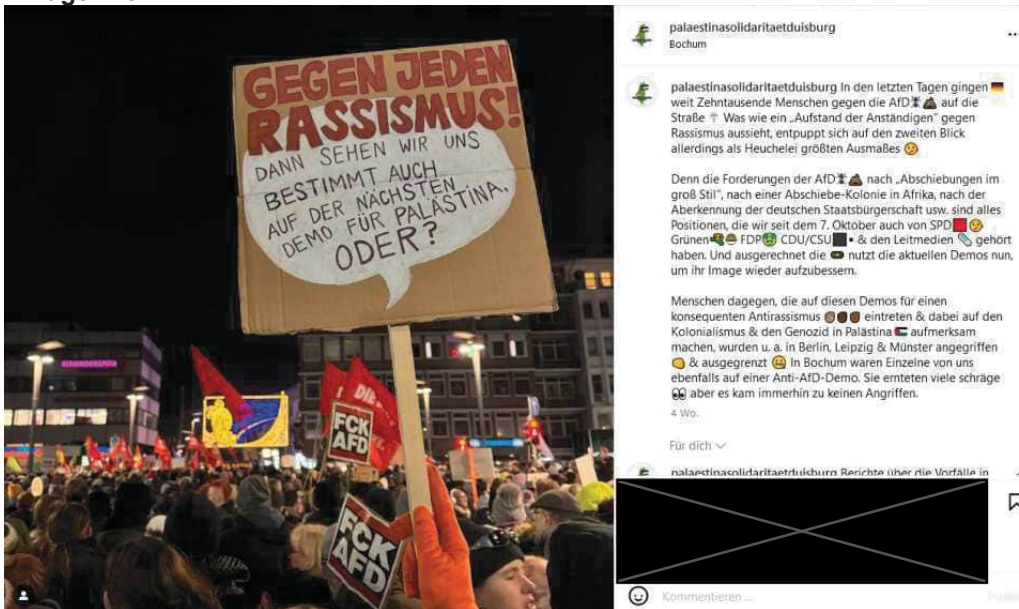 GEGEN JEDEN
RASSISMUS!
DANN SEHEN WIR UNS
BESTIMMT AUCH
AUF DER NÄCHSTEN
DEMO FÜR PALÄSTINA,
ODER?
FCK
AFD
FCK
AFD
DIE
palaestinasolidaritaetduisburg
Bochum
palaestinasolidaritaetduisburg In den letzten Tagen gingen 🇩🇪
weit Zehntausende Menschen gegen die AfD🪳💩 auf die
Straße 🪧 Was wie ein „Aufstand der Anständigen" gegen
Rassismus aussieht, entpuppt sich auf den zweiten Blick
allerdings als Heuchelei größten Ausmaßes 🤔
Denn die Forderungen der AfD🪳💩 nach „Abschiebungen im
groß Stil", nach einer Abschiebe-Kolonie in Afrika, nach der
Aberkennung der deutschen Staatsbürgerschaft usw. sind alles
Positionen, die wir seit dem 7. Oktober auch von SPD🟥🤔
Grünen🔫🪖 FDP🤑 CDU/CSU⬛▪️ & den Leitmedien 📎 gehört
haben. Und ausgerechnet die 🚥 nutzt die aktuellen Demos nun,
um ihr Image wieder aufzubessern.
Menschen dagegen, die auf diesen Demos für einen
konsequenten Antirassismus ✊🏽✊🏾✊🏿 eintreten & dabei auf den
Kolonialismus & den Genozid in Palästina 🇵🇸 aufmerksam
machen, wurden u. a. in Berlin, Leipzig & Münster angegriffen
👊 & ausgegrenzt 😡 In Bochum waren Einzelne von uns
ebenfalls auf einer Anti-AfD-Demo. Sie ernteten viele schräge
👀 aber es kam immerhin zu keinen Angriffen.
4 Wo.
Für dich
palaestinasolidaritaetduisburg Berichte über die Vorfälle in
Kommentieren ...